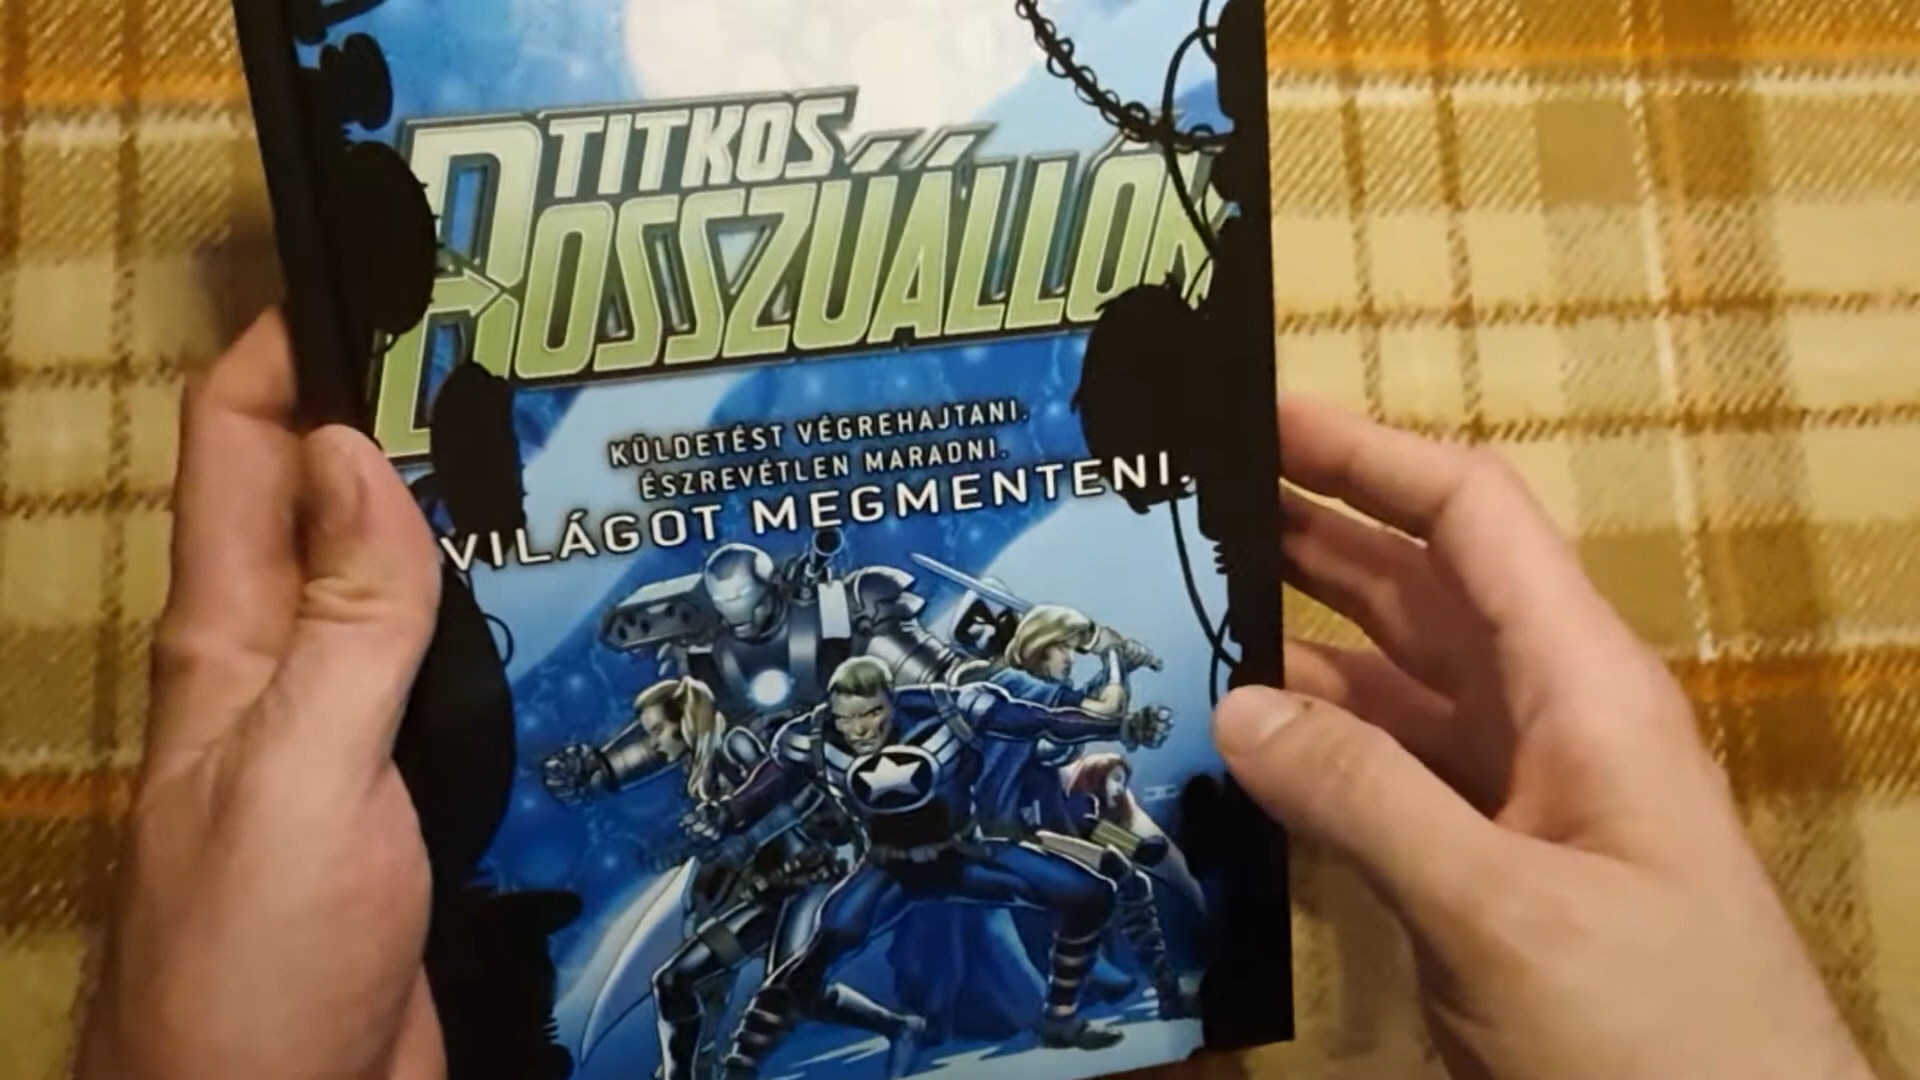 TITKOS
BOSSZÚÁLLÓK
KÜLDETÉST VÉGREHAJTANI.
ÉSZREVÉTLEN MARADNI.
VILÁGOT MEGMENTENI.